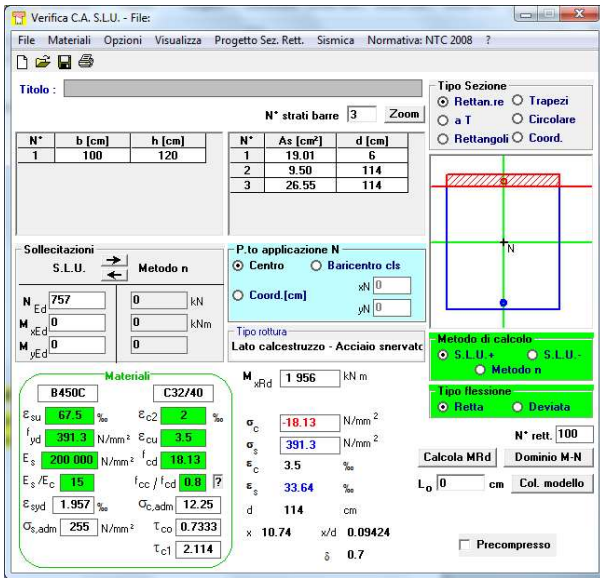 Verifica C.A. S.L.U. - File:
File Materiali Opzioni Visualizza Progetto Sez. Rett. Sismica Normativa: NTC 2008 ?
Titolo :
N° strati barre 3 Zoom
Tipo Sezione
Rettan.re Trapezi
a T Circolare
Rettangoli Coord.
N° b [cm] h [cm]
1 100 120
N° As [cm²] d [cm]
1 19.01 6
2 9.50 114
3 26.55 114
N
Sollecitazioni
S.L.U. Metodo n
N Ed 757 0 kN
M xEd 0 0 kNm
M yEd 0 0
P.to applicazione N
Centro Baricentro cls
Coord.[cm] xN 0
yN 0
Tipo rottura
Lato calcestruzzo - Acciaio snervato
Metodo di calcolo
S.L.U.+ S.L.U.-
Metodo n
Tipo flessione
Retta Deviata
N° rett. 100
Calcola MRd Dominio M-N
L₀ 0 cm Col. modello
Precompresso
Materiali
B450C C32/40
εsu 67.5 ‰ εc2 2 ‰
fyd 391.3 N/mm² εcu 3.5
Es 200 000 N/mm² fcd 18.13
Es/Ec 15 fcc / fcd 0.8 ?
εsyd 1.957 ‰ σc,adm 12.25
σs,adm 255 N/mm² τco 0.7333
τc1 2.114
M xRd 1 956 kN m
σc -18.13 N/mm²
σs 391.3 N/mm²
εc 3.5 ‰
εs 33.64 ‰
d 114 cm
x 10.74 x/d 0.09424
δ 0.7